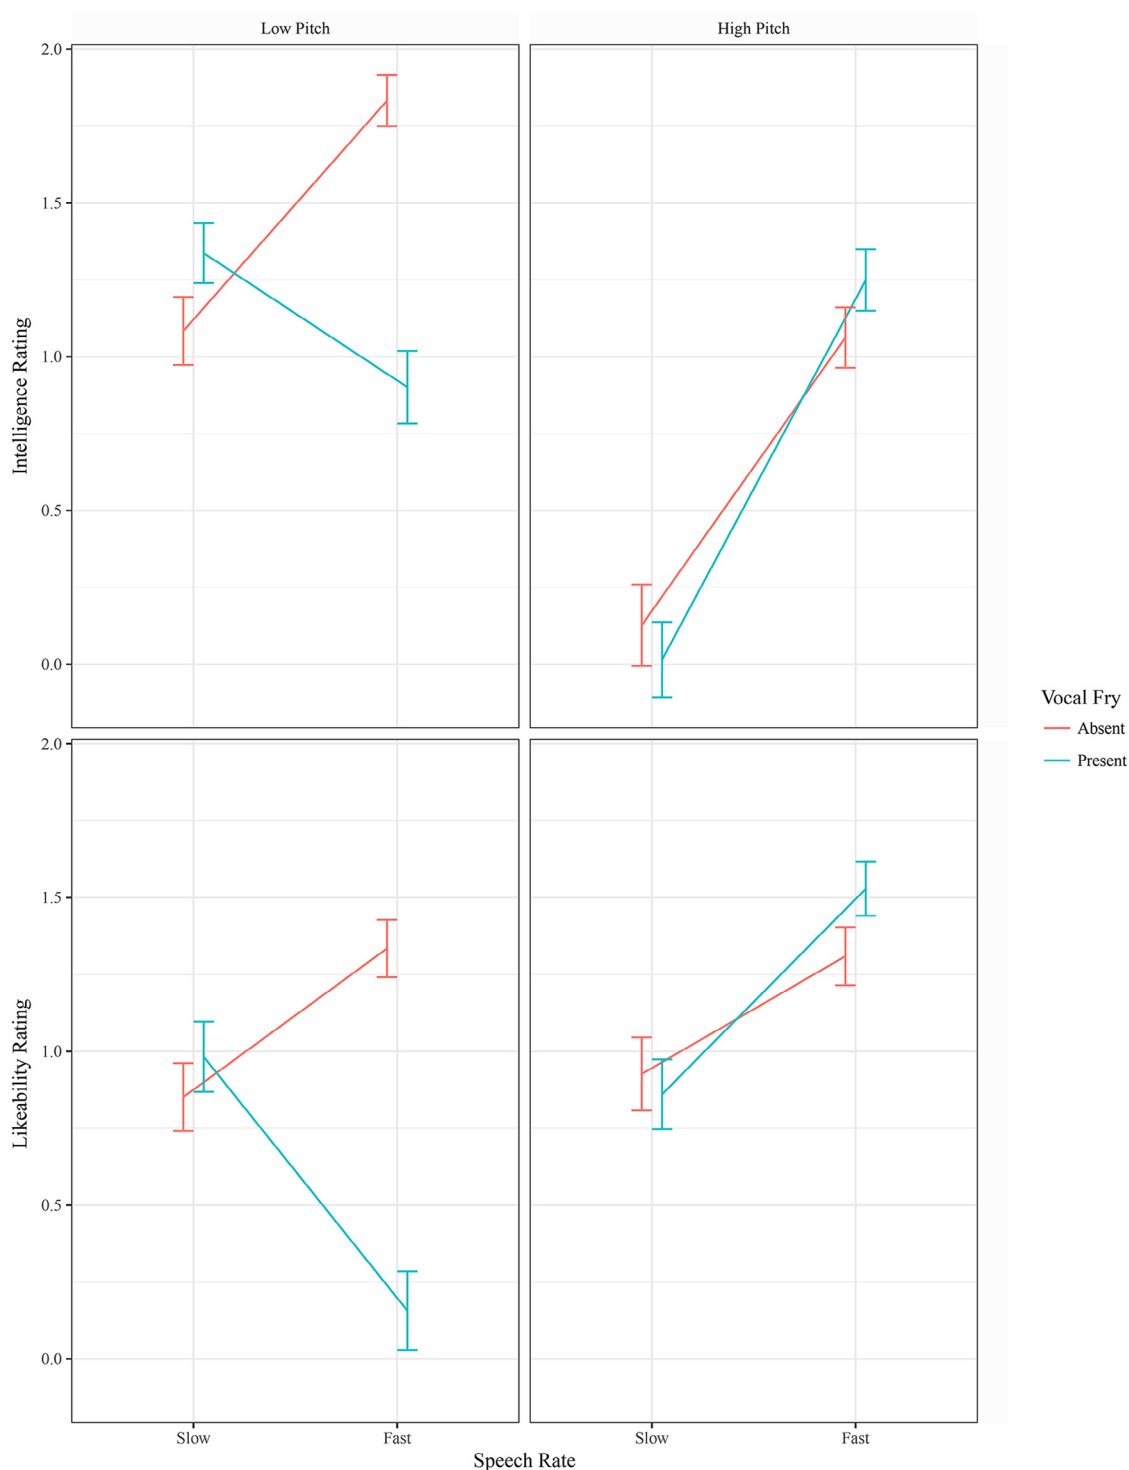 Low Pitch
High Pitch
2.0
1.5
1.0
0.5
0.0
Intelligence Rating
2.0
1.5
1.0
0.5
0.0
Likeability Rating
Slow
Fast
Slow
Fast
Speech Rate
Vocal Fry
Absent
Present